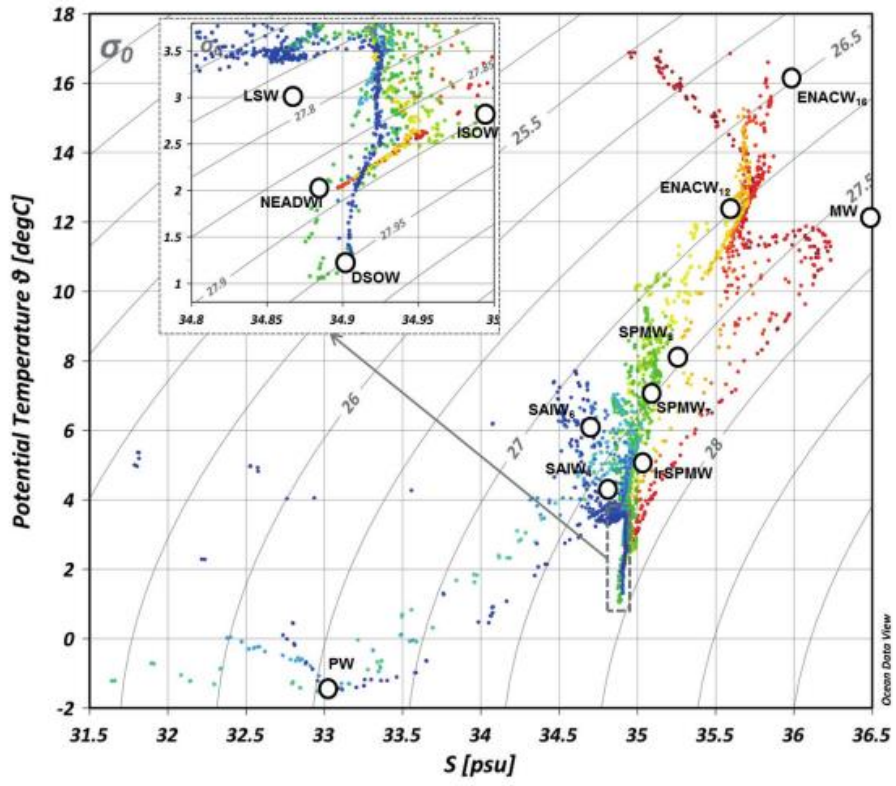 σ₀
18
16
14
12
10
8
6
4
2
0
-2
Potential Temperature ϑ [degC]
31.5 32 32.5 33 33.5 34 34.5 35 35.5 36 36.5
S [psu]
Ocean Data View
26.5
25.5
27.5
26
27
28
ENACW₁₆
ENACW₁₂
MW
SPMW₇
IrSPMW
SAIW₆
PW
3.5
3
2.5
2
1.5
1
34.8 34.85 34.9 34.95 35
27.8
27.85
27.9
27.95
LSW
ISOW
NEADWI
DSOW